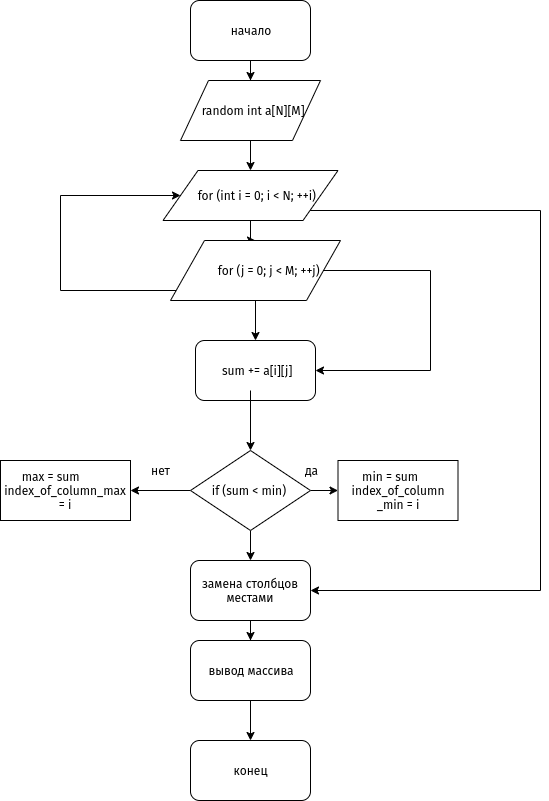 начало
random int a[N][M]
for (int i = 0; i < N; ++i)
for (j = 0; j < M; ++j)
sum += a[i][j]
нет
да
max = sum
index_of_column_max
= i
if (sum < min)
min = sum
index_of_column
_min = i
замена столбцов
местами
вывод массива
конец